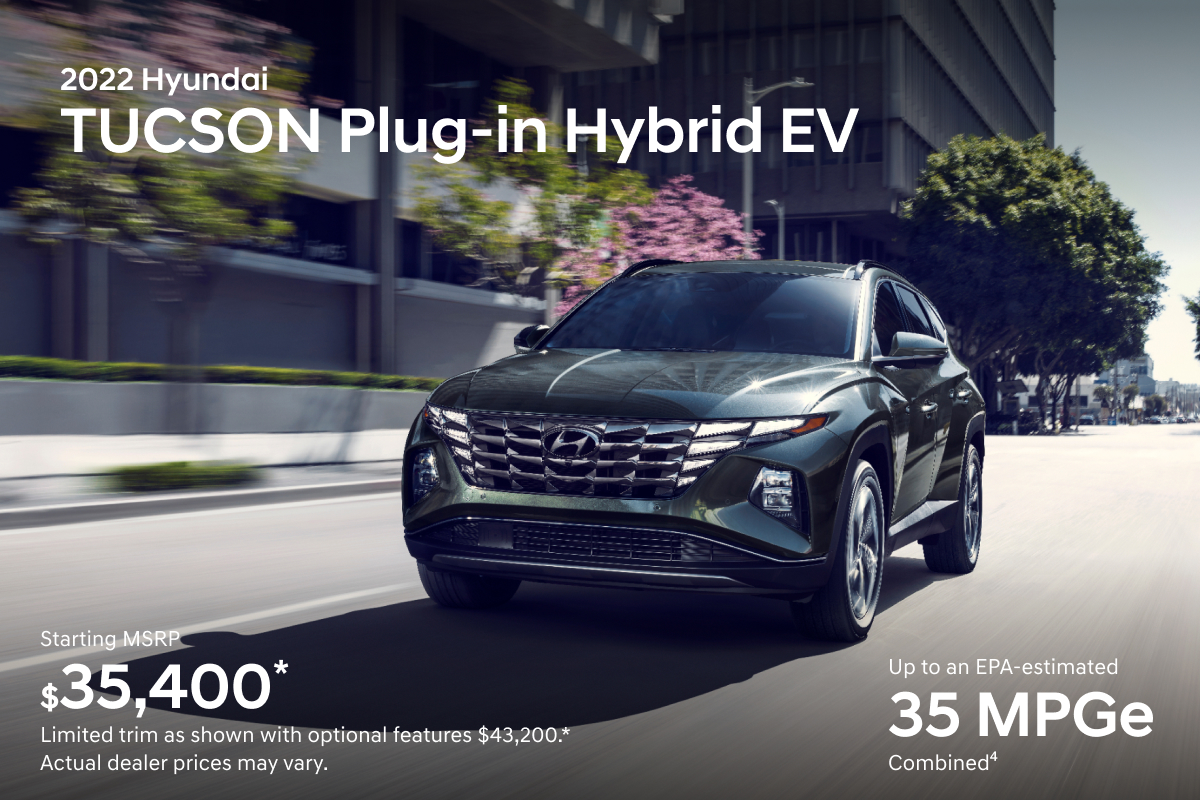 2022 Hyundai
TUCSON Plug-in Hybrid EV
Starting MSRP
$35,400*
Limited trim as shown with optional features $43,200.*
Actual dealer prices may vary.
Up to an EPA-estimated
35 MPGe
Combined⁴